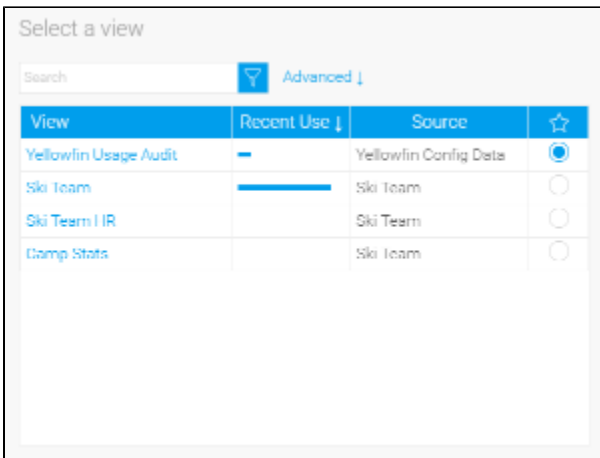 Select a view
Search Advanced ↓
View Recent Use ↓ Source
Yellowfin Usage Audit Yellowfin Config Data
Ski Team Ski Team
Ski Team HR Ski Team
Camp Stats Ski Team